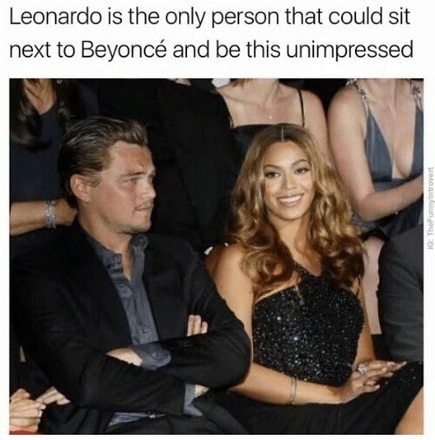 Leonardo is the only person that could sit
next to Beyoncé and be this unimpressed
IG: TheFunnyIntrovert